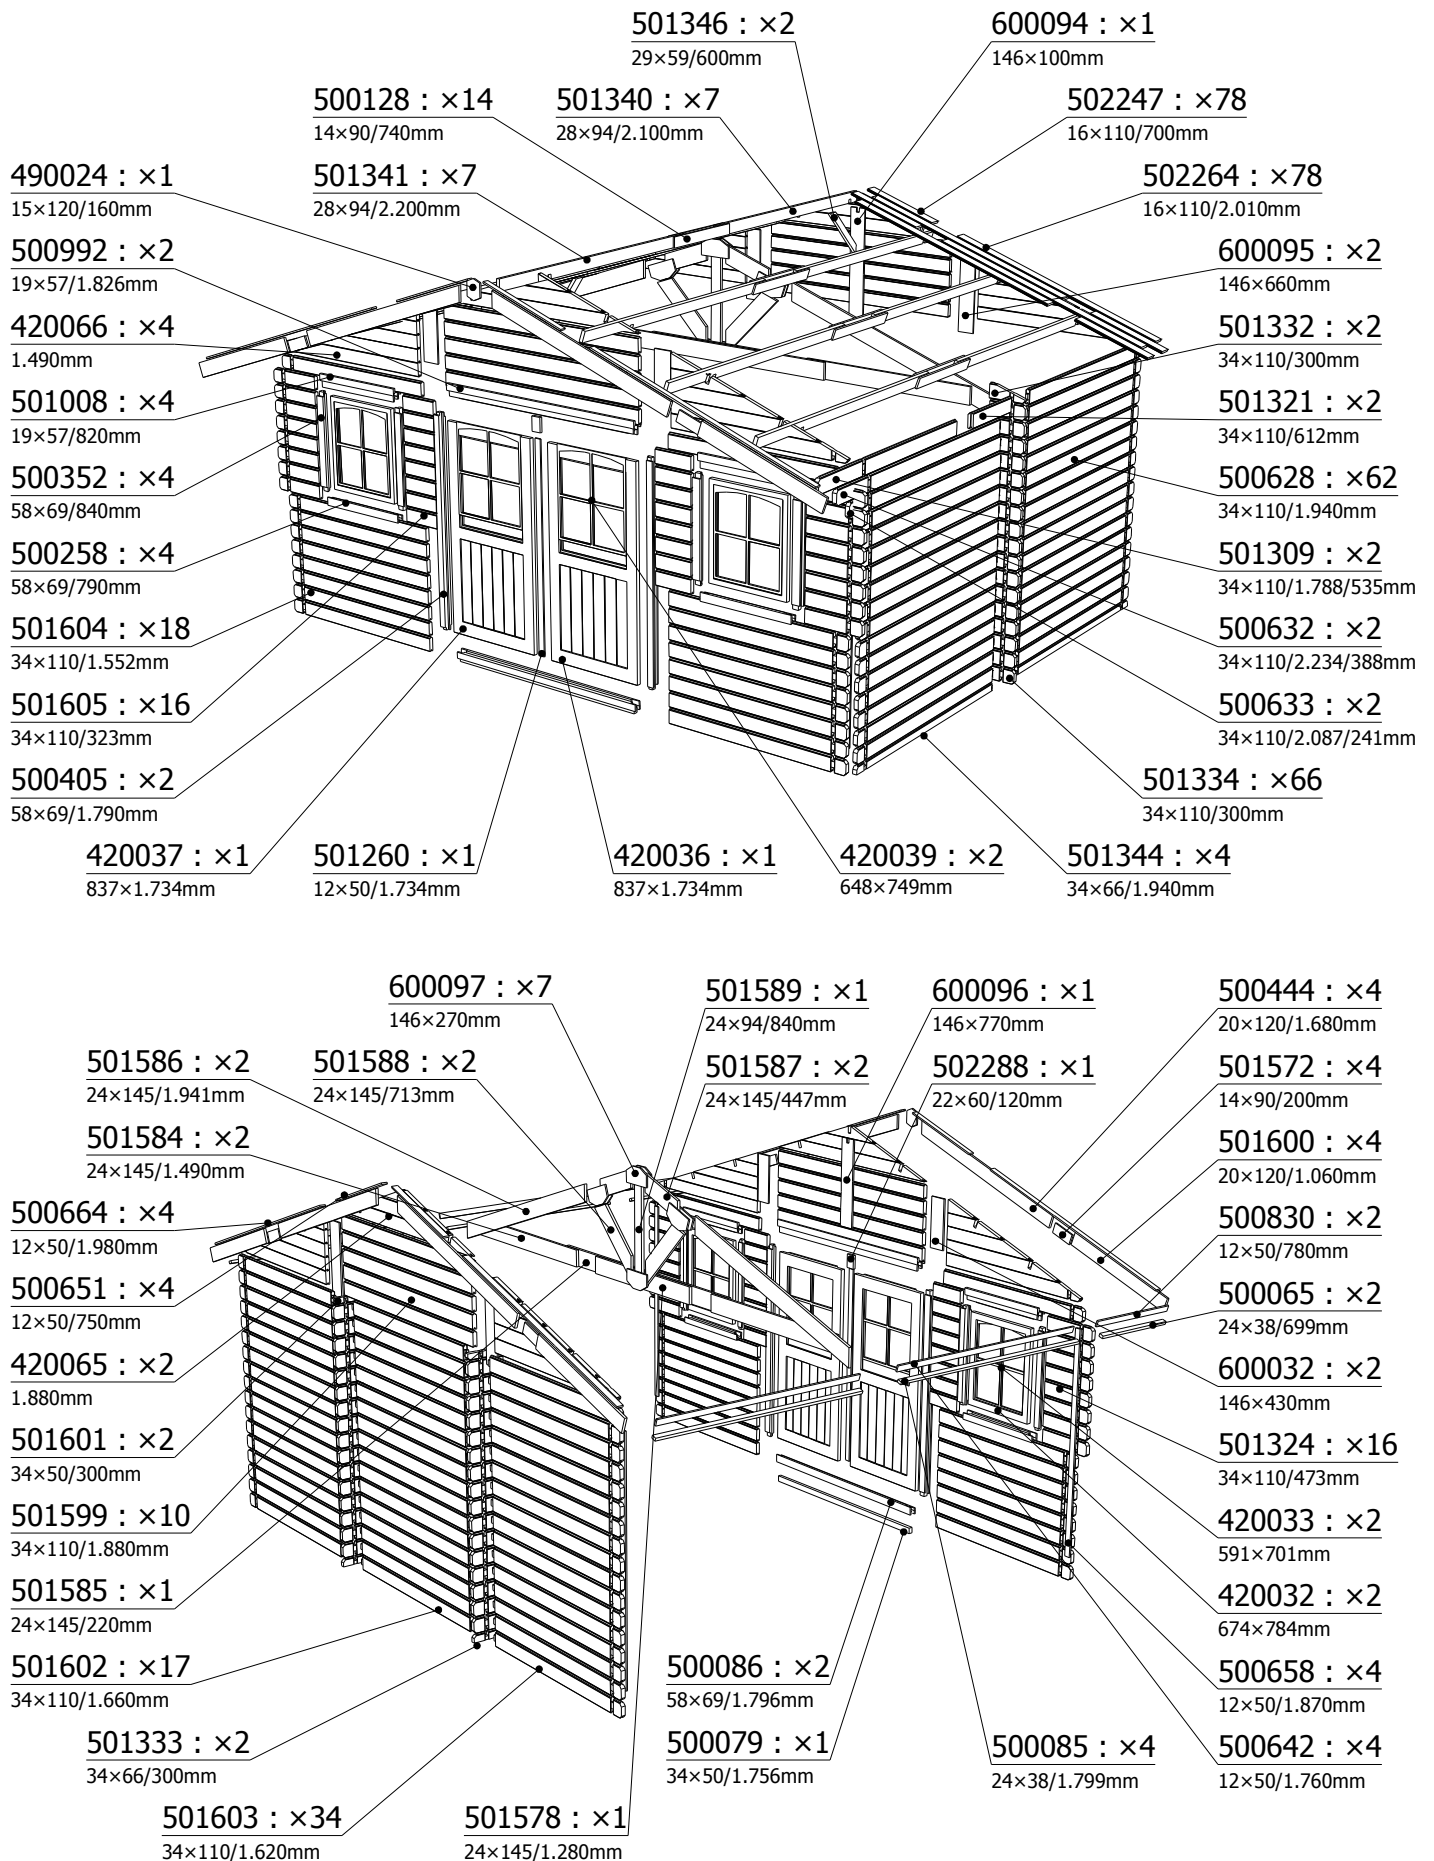 501346 : ×2
29×59/600mm
600094 : ×1
146×100mm
500128 : ×14
14×90/740mm
501340 : ×7
28×94/2.100mm
502247 : ×78
16×110/700mm
490024 : ×1
15×120/160mm
501341 : ×7
28×94/2.200mm
502264 : ×78
16×110/2.010mm
500992 : ×2
19×57/1.826mm
600095 : ×2
146×660mm
420066 : ×4
1.490mm
501332 : ×2
34×110/300mm
501008 : ×4
19×57/820mm
501321 : ×2
34×110/612mm
500352 : ×4
58×69/840mm
500628 : ×62
34×110/1.940mm
500258 : ×4
58×69/790mm
501309 : ×2
34×110/1.788/535mm
501604 : ×18
34×110/1.552mm
500632 : ×2
34×110/2.234/388mm
501605 : ×16
34×110/323mm
500633 : ×2
34×110/2.087/241mm
500405 : ×2
58×69/1.790mm
501334 : ×66
34×110/300mm
420037 : ×1
837×1.734mm
501260 : ×1
12×50/1.734mm
420036 : ×1
837×1.734mm
420039 : ×2
648×749mm
501344 : ×4
34×66/1.940mm
600097 : ×7
146×270mm
501589 : ×1
24×94/840mm
600096 : ×1
146×770mm
500444 : ×4
20×120/1.680mm
501586 : ×2
24×145/1.941mm
501588 : ×2
24×145/713mm
501587 : ×2
24×145/447mm
502288 : ×1
22×60/120mm
501572 : ×4
14×90/200mm
501584 : ×2
24×145/1.490mm
501600 : ×4
20×120/1.060mm
500664 : ×4
12×50/1.980mm
500830 : ×2
12×50/780mm
500651 : ×4
12×50/750mm
500065 : ×2
24×38/699mm
420065 : ×2
1.880mm
600032 : ×2
146×430mm
501601 : ×2
34×50/300mm
501324 : ×16
34×110/473mm
501599 : ×10
34×110/1.880mm
420033 : ×2
591×701mm
501585 : ×1
24×145/220mm
420032 : ×2
674×784mm
501602 : ×17
34×110/1.660mm
500086 : ×2
58×69/1.796mm
500658 : ×4
12×50/1.870mm
501333 : ×2
34×66/300mm
500079 : ×1
34×50/1.756mm
500085 : ×4
24×38/1.799mm
500642 : ×4
12×50/1.760mm
501603 : ×34
34×110/1.620mm
501578 : ×1
24×145/1.280mm